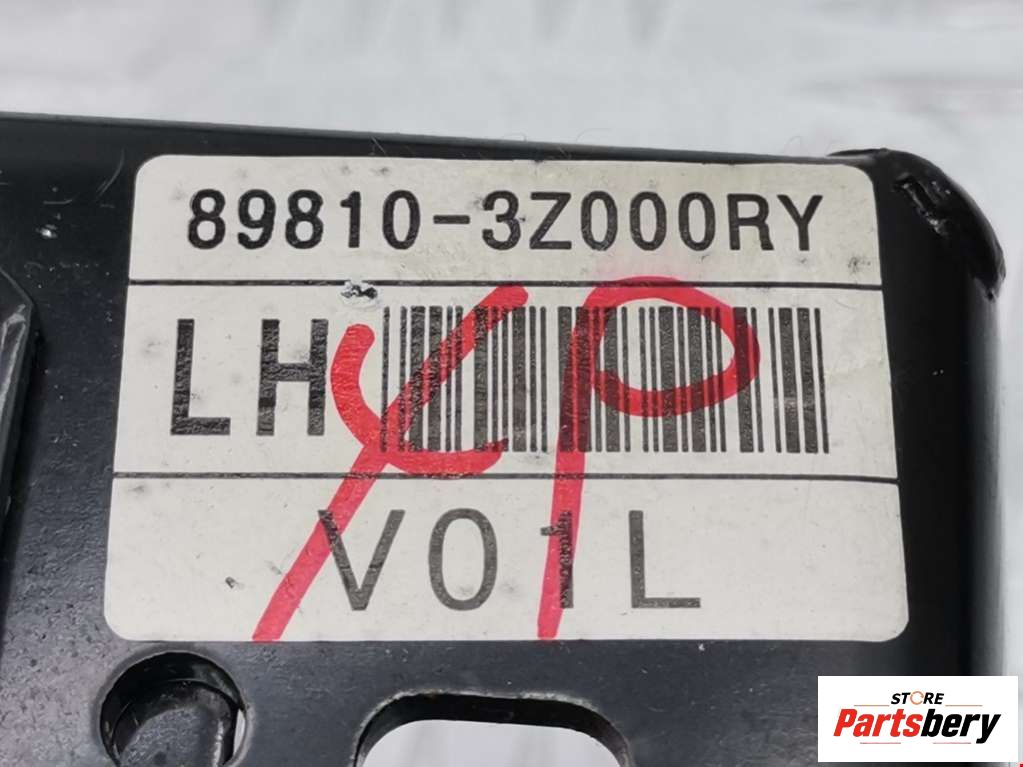 89810-3Z000RY
LH
V01L
STORE
Partsbery